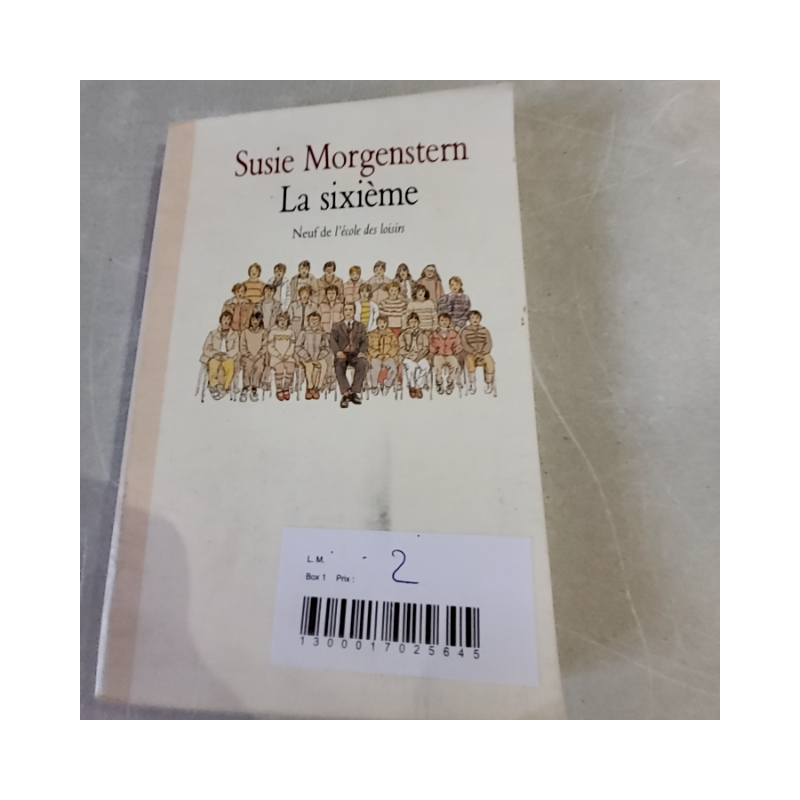 Susie Morgenstern
La sixième
Neuf de l'école des loisirs
L. M.
2
Box 1 Prix :
1300017025645